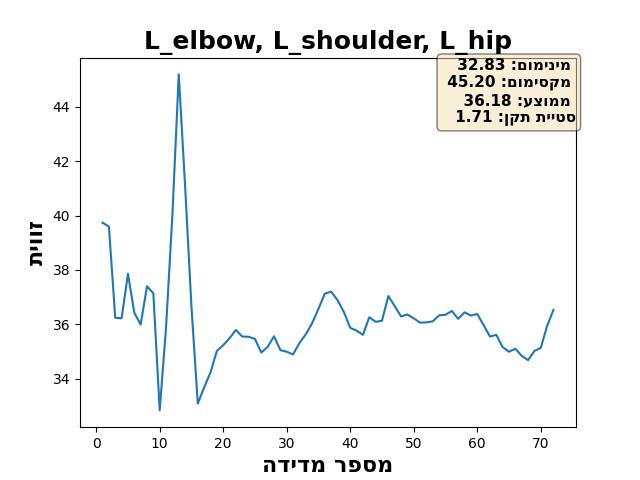 L_elbow, L_shoulder, L_hip
מינימום: 32.83
מקסימום: 45.20
ממוצע: 36.18
סטיית תקן: 1.71
זווית
44
42
40
38
36
34
0 10 20 30 40 50 60 70
מספר מדידה